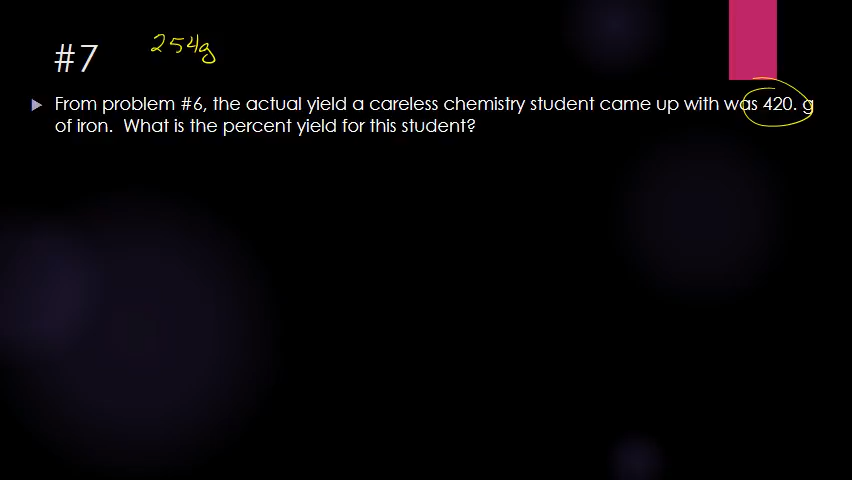 #7 254g
From problem #6, the actual yield a careless chemistry student came up with was 420. g
of iron. What is the percent yield for this student?